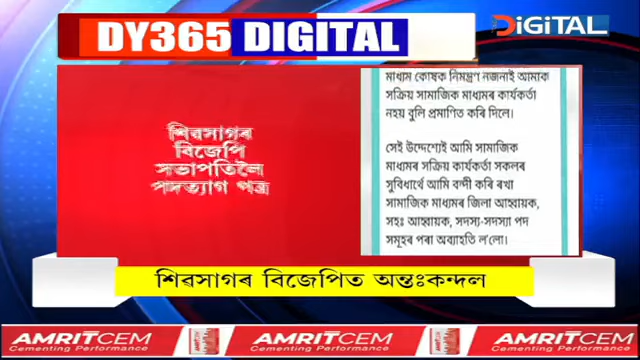 DY365 DIGITAL
DiGiTAL
শিৱসাগৰ
বিজেপি
সভাপতিলৈ
পদত্যাগ পত্ৰ
মাধ্যম কোষক নিমন্ত্ৰণ নজনাই আমাক
সক্ৰিয় সামাজিক মাধ্যমৰ কাৰ্যকৰ্তা
নহয় বুলি প্ৰমাণিত কৰি দিলে।
সেই উদ্দেশ্যেই আমি সামাজিক
মাধ্যমৰ সক্ৰিয় কাৰ্যকৰ্তা সকলৰ
সুবিধাৰ্থে আমি বন্দী কৰি ৰখা
সামাজিক মাধ্যমৰ জিলা আহ্বায়ক,
সহঃ আহ্বায়ক, সদস্য-সদস্যা পদ
সমূহৰ পৰা অব্যাহতি ল'লো।
শিৱসাগৰ বিজেপিত অন্তঃকন্দল
AMRITCEM
Cementing Performance
AMRITCEM
Cementing Performance
AMRITCEM
Cementing Performance